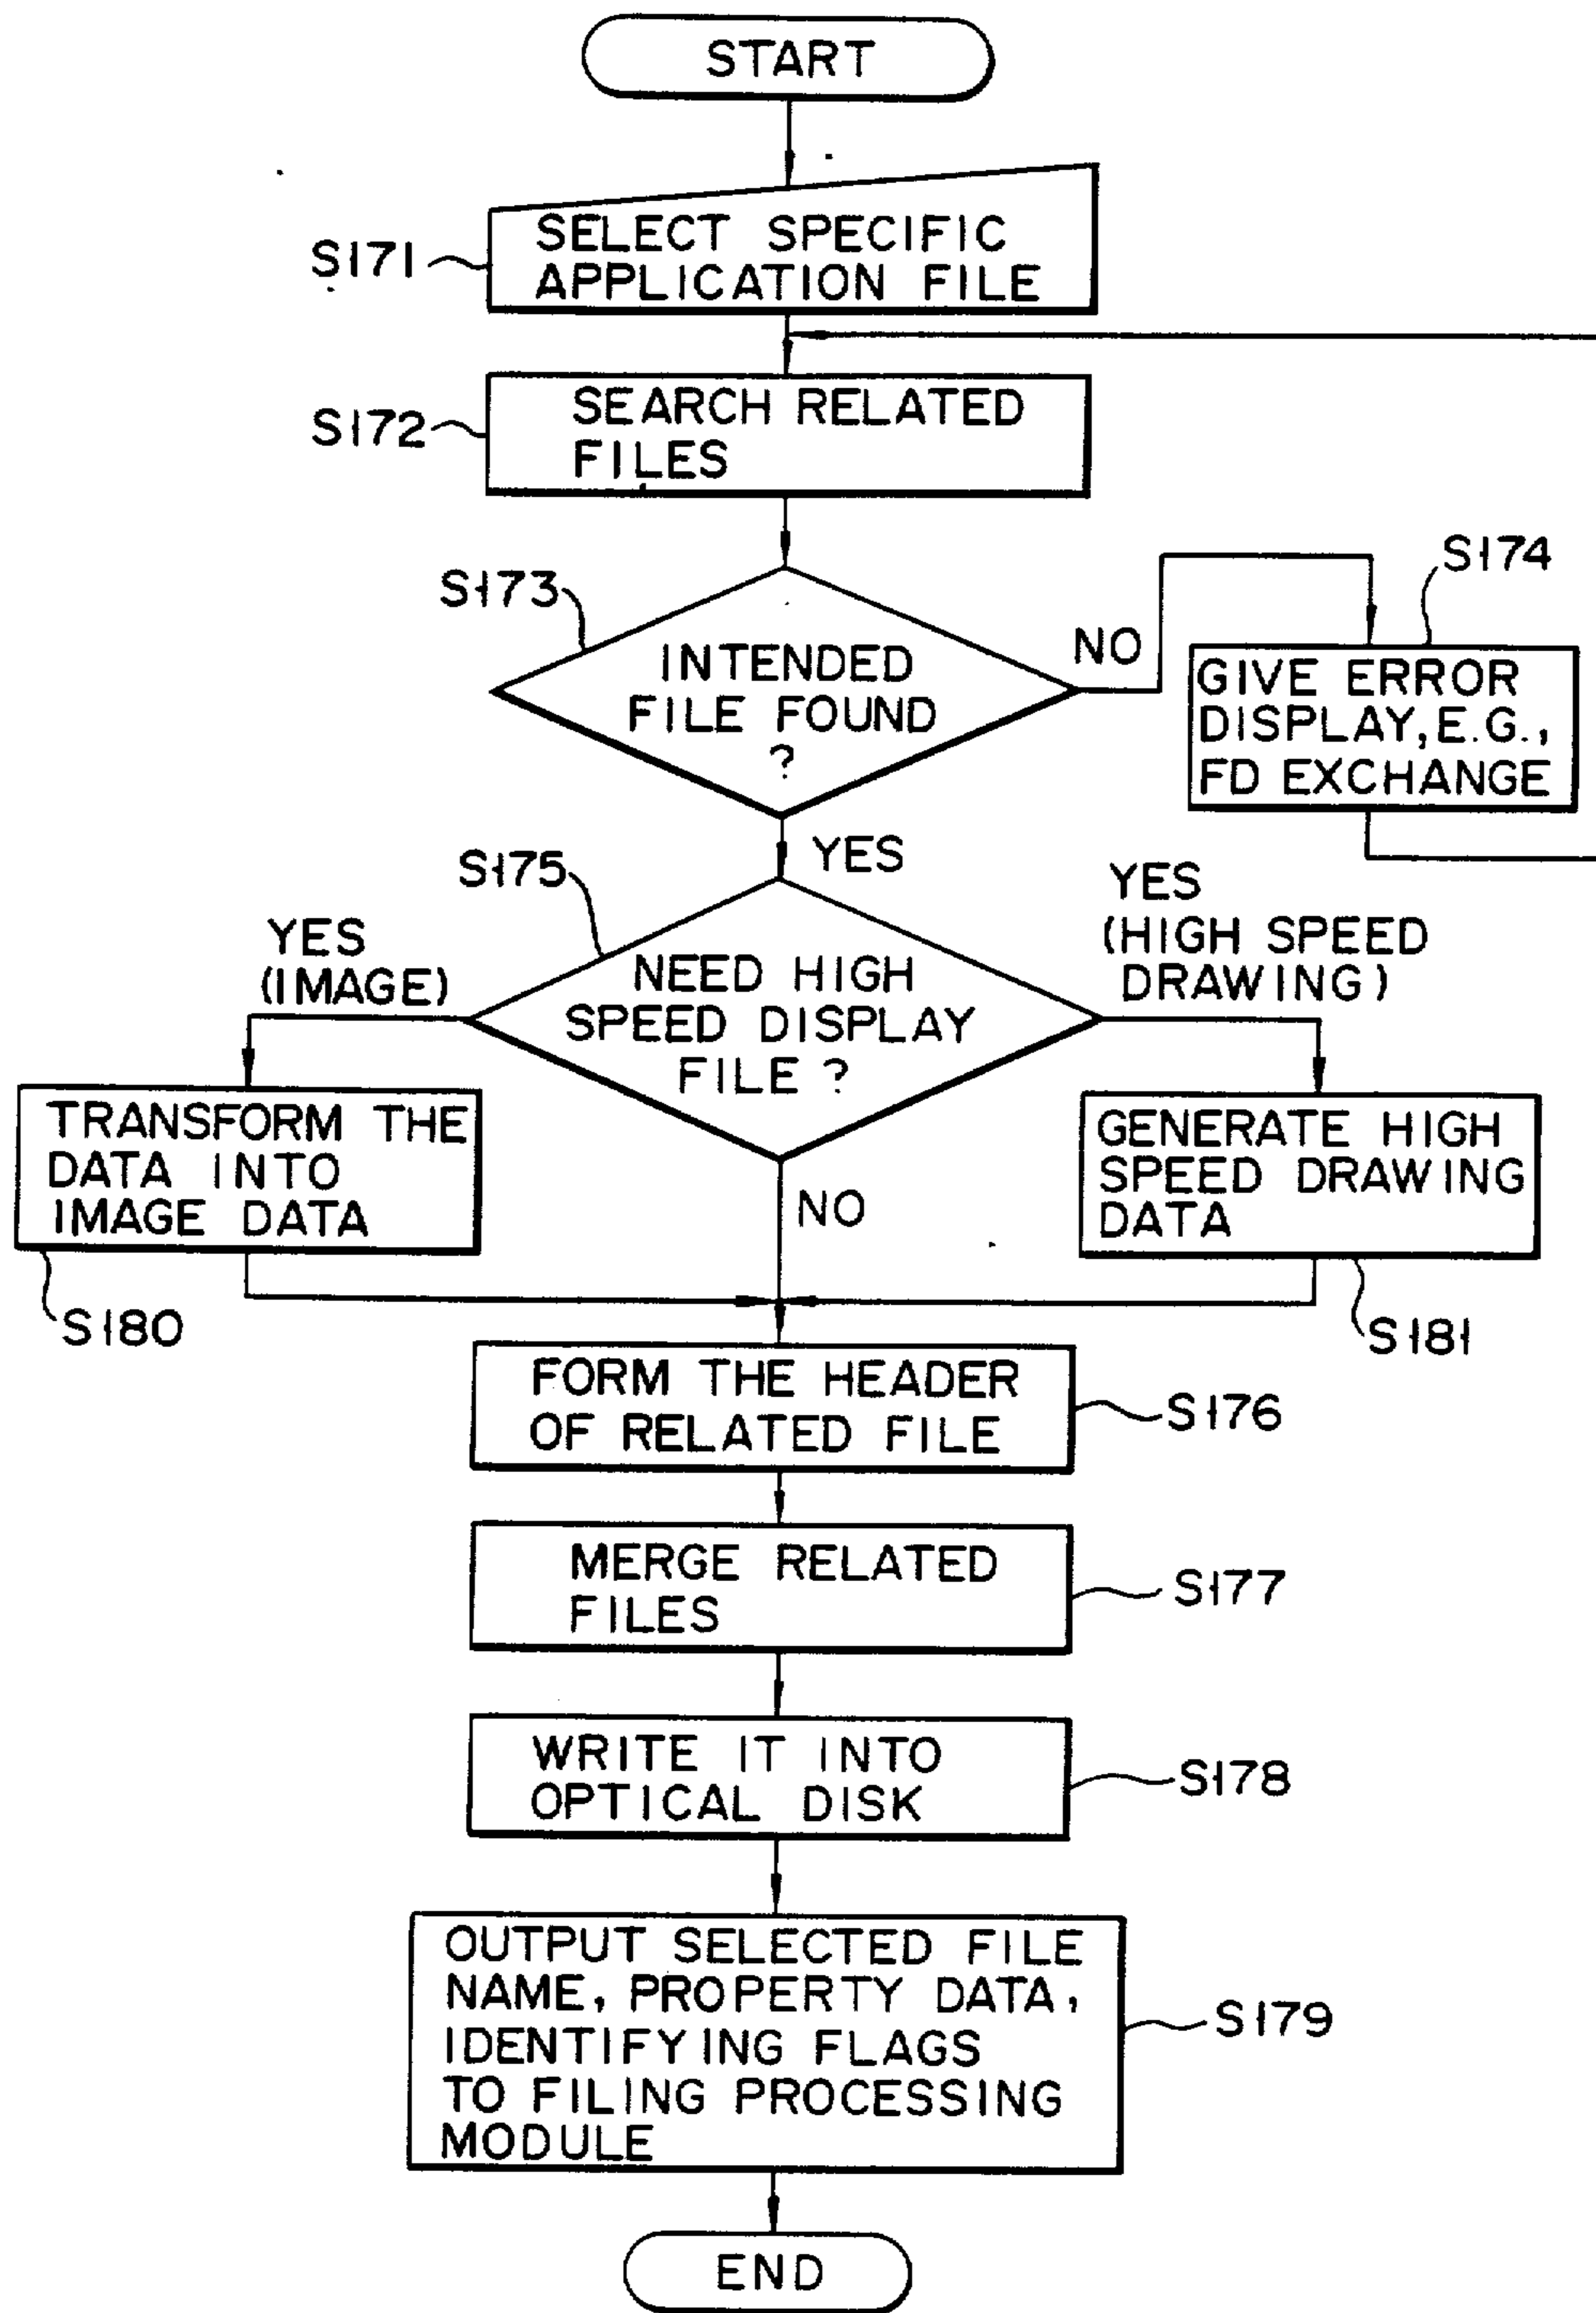 START
S171
SELECT SPECIFIC
APPLICATION FILE
S172
SEARCH RELATED
FILES
S173
INTENDED
FILE FOUND
?
NO
S174
GIVE ERROR
DISPLAY, E.G.,
FD EXCHANGE
YES
S175
NEED HIGH
SPEED DISPLAY
FILE ?
YES
(IMAGE)
YES
(HIGH SPEED
DRAWING)
TRANSFORM THE
DATA INTO
IMAGE DATA
S180
NO
GENERATE HIGH
SPEED DRAWING
DATA
S181
FORM THE HEADER
OF RELATED FILE
S176
MERGE RELATED
FILES
S177
WRITE IT INTO
OPTICAL DISK
S178
OUTPUT SELECTED FILE
NAME, PROPERTY DATA,
IDENTIFYING FLAGS
TO FILING PROCESSING
MODULE
S179
END